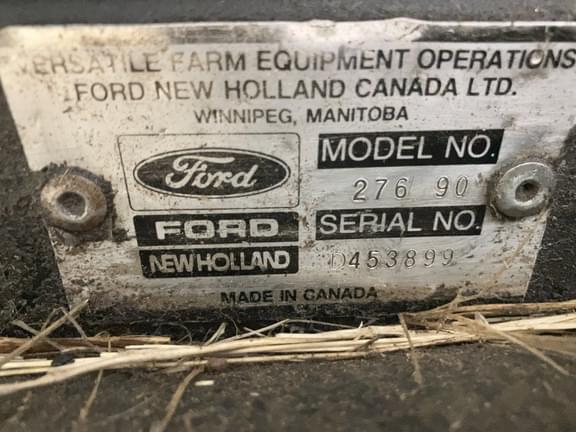 VERSATILE FARM EQUIPMENT OPERATIONS
FORD NEW HOLLAND CANADA LTD.
WINNIPEG, MANITOBA
Ford
FORD
NEW HOLLAND
MODEL NO.
276 90
SERIAL NO.
D453899
MADE IN CANADA